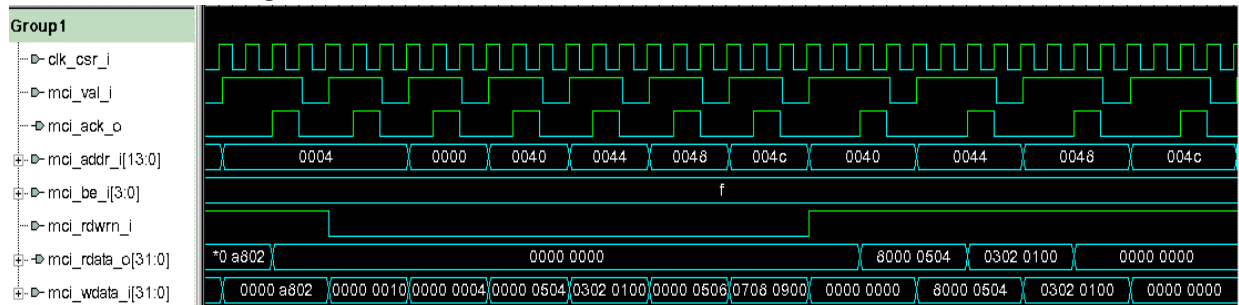 Group1
clk_csr_i
mci_val_i
mci_ack_o
mci_addr_i[13:0] 0004 0000 0040 0044 0048 004c 0040 0044 0048 004c
mci_be_i[3:0] f
mci_rdwrn_i
mci_rdata_o[31:0] *0 a802 0000 0000 8000 0504 0302 0100 0000 0000
mci_wdata_i[31:0] 0000 a802 0000 0010 0000 0004 0000 0504 0302 0100 0000 0506 0708 0900 0000 0000 8000 0504 0302 0100 0000 0000